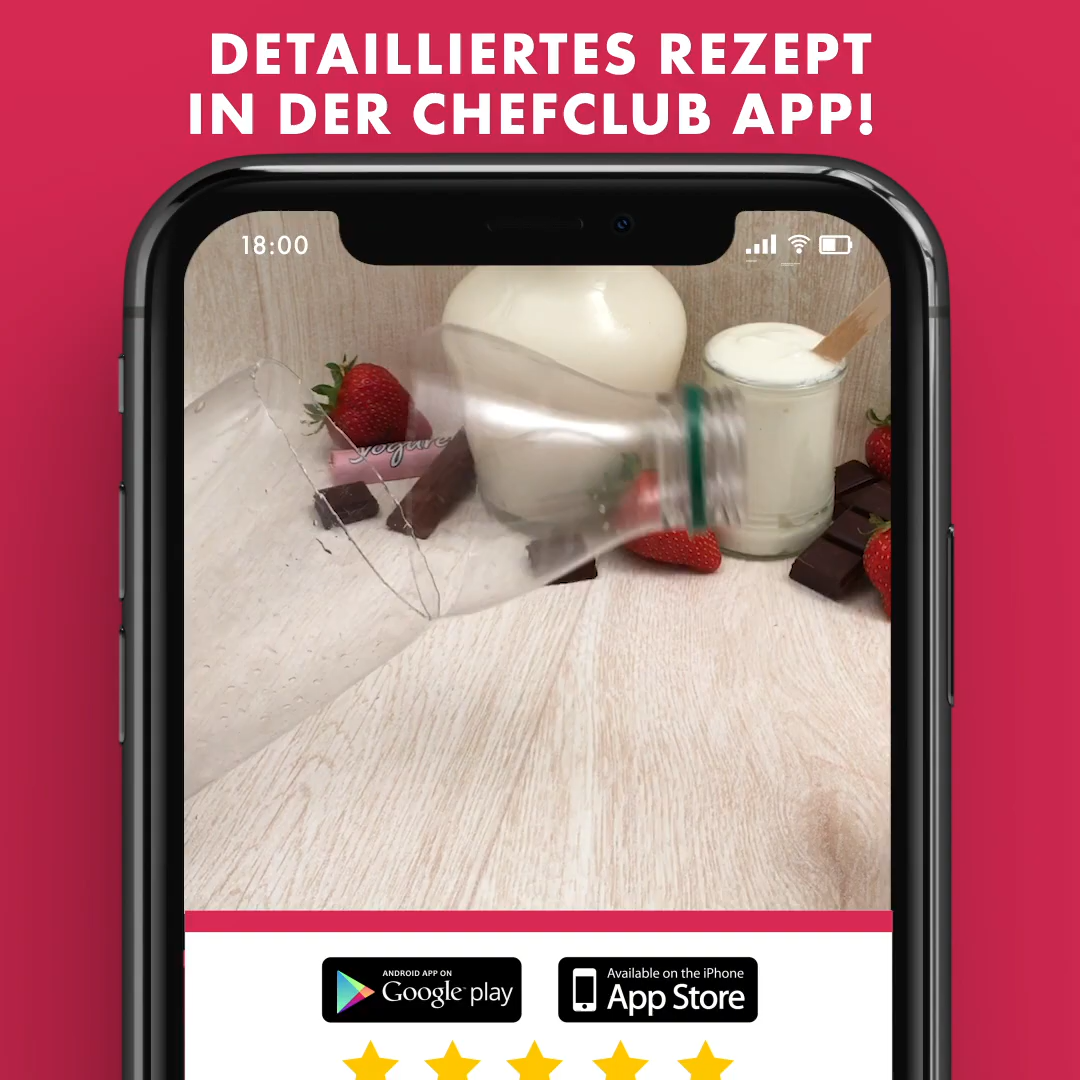 DETAILLIERTES REZEPT
IN DER CHEFCLUB APP!
18:00
yogure
ANDROID APP ON
Google play
Available on the iPhone
App Store